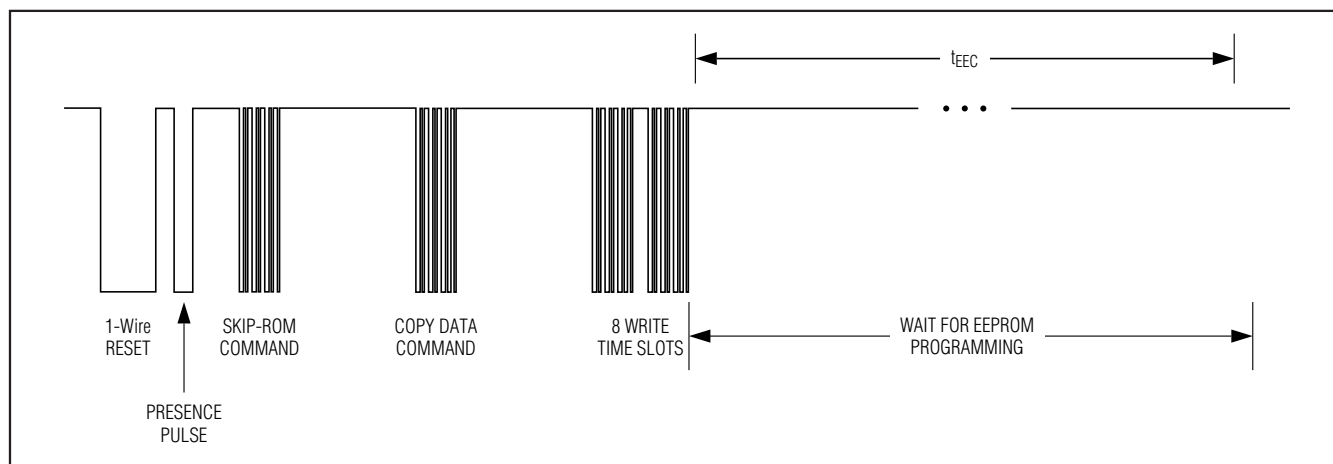 tEEC
1-Wire
RESET
SKIP-ROM
COMMAND
COPY DATA
COMMAND
8 WRITE
TIME SLOTS
WAIT FOR EEPROM
PROGRAMMING
PRESENCE
PULSE